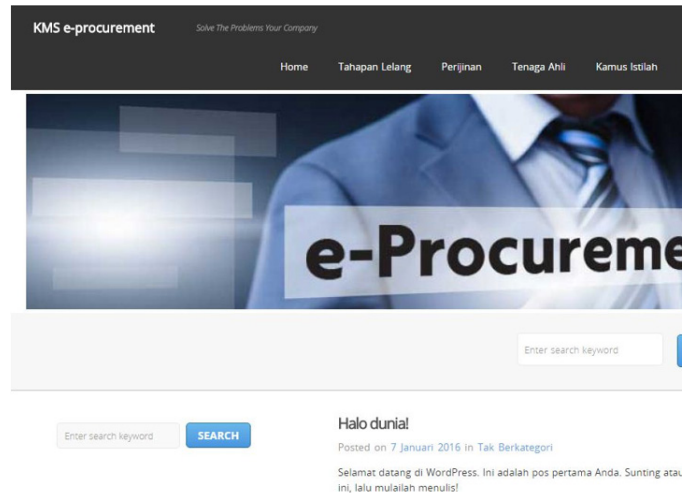 KMS e-procurement
Solve The Problems Your Company
Home Tahapan Lelang Perijinan Tenaga Ahli Kamus Istilah
e-Procureme
Enter search keyword
Enter search keyword SEARCH
Halo dunia!
Posted on 7 Januari 2016 in Tak Berkategori
Selamat datang di WordPress. Ini adalah pos pertama Anda. Sunting atau
ini, lalu mulailah menulis!